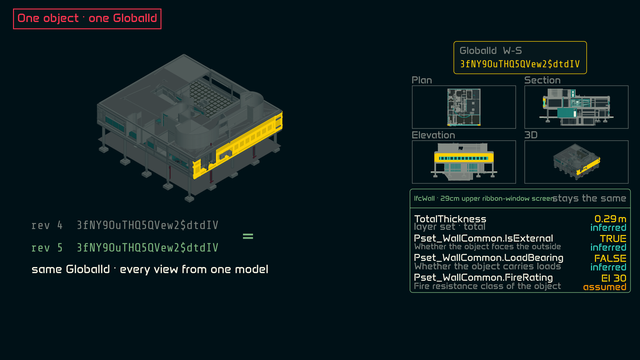 One object · one GlobalId
GlobalId W-S
3fNY9OuTHQ5QVew2$dtdIV
Plan
Section
Elevation
3D
IfcWall · 29cm upper ribbon-window screen
stays the same
TotalThickness 0.29 m
layer set · total inferred
Pset_WallCommon.IsExternal TRUE
Whether the object faces the outside inferred
Pset_WallCommon.LoadBearing FALSE
Whether the object carries loads inferred
Pset_WallCommon.FireRating EI 30
Fire resistance class of the object assumed
rev 4 3fNY9OuTHQ5QVew2$dtdIV
rev 5 3fNY9OuTHQ5QVew2$dtdIV
=
same GlobalId · every view from one model